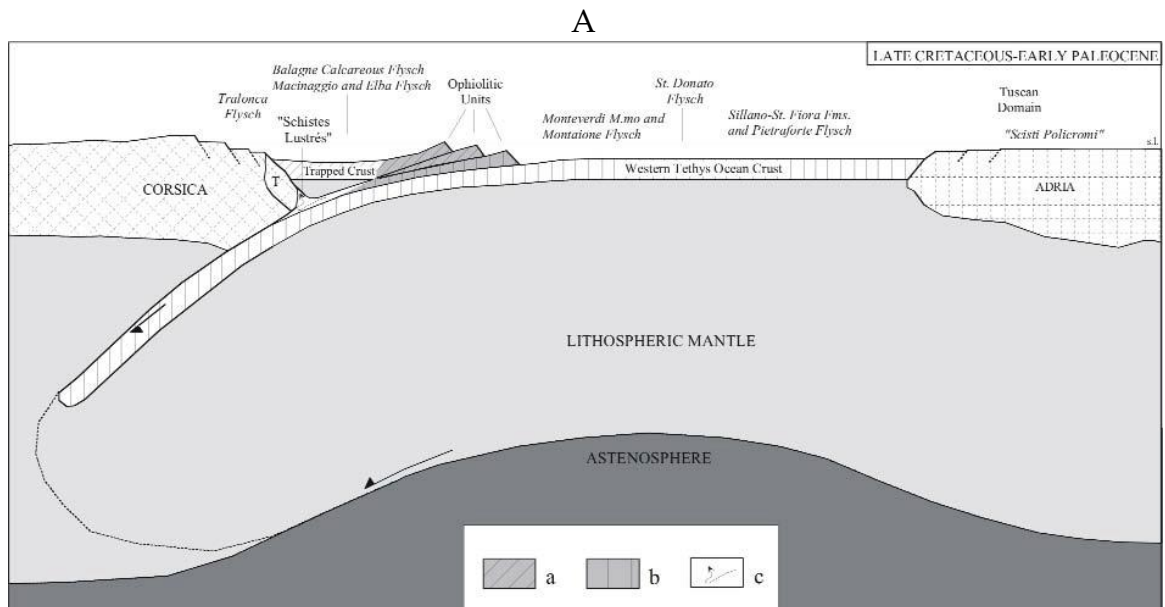 A
LATE CRETACEOUS-EARLY PALEOCENE
Balagne Calcareous Flysch
Macinaggio and Elba Flysch
Tralonca
Flysch
"Schistes
Lustrés"
Ophiolitic
Units
St. Donato
Flysch
Monteverdi M.mo and
Montaione Flysch
Sillano-St. Fiora Fms.
and Pietraforte Flysch
Tuscan
Domain
"Scisti Policromi"
s.l.
CORSICA
T
Trapped Crust
Western Tethys Ocean Crust
ADRIA
LITHOSPHERIC MANTLE
ASTENOSPHERE
a
b
c